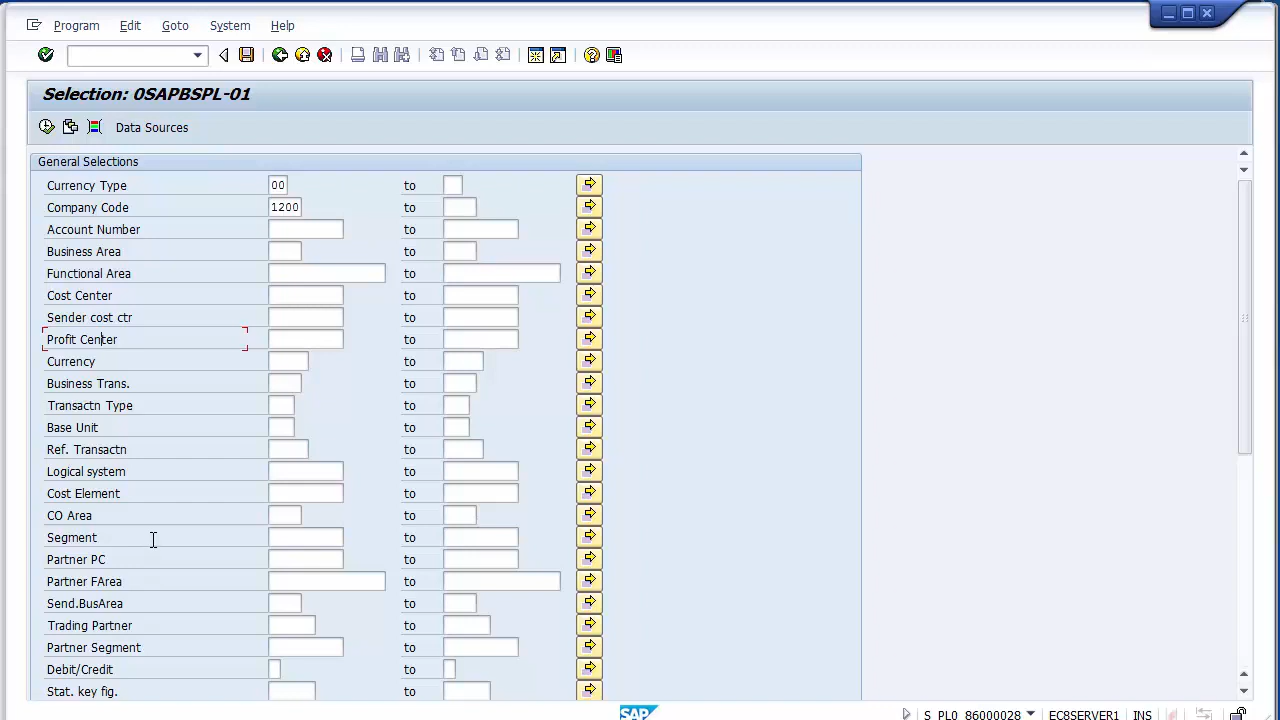 Program Edit Goto System Help
Selection: 0SAPBSPL-01
Data Sources
General Selections
Currency Type 00 to
Company Code 1200 to
Account Number to
Business Area to
Functional Area to
Cost Center to
Sender cost ctr to
Profit Center to
Currency to
Business Trans. to
Transactn Type to
Base Unit to
Ref. Transactn to
Logical system to
Cost Element to
CO Area to
Segment to
Partner PC to
Partner FArea to
Send.BusArea to
Trading Partner to
Partner Segment to
Debit/Credit to
Stat. key fig. to
SAP S_PL0_86000028 EC8SERVER1 INS